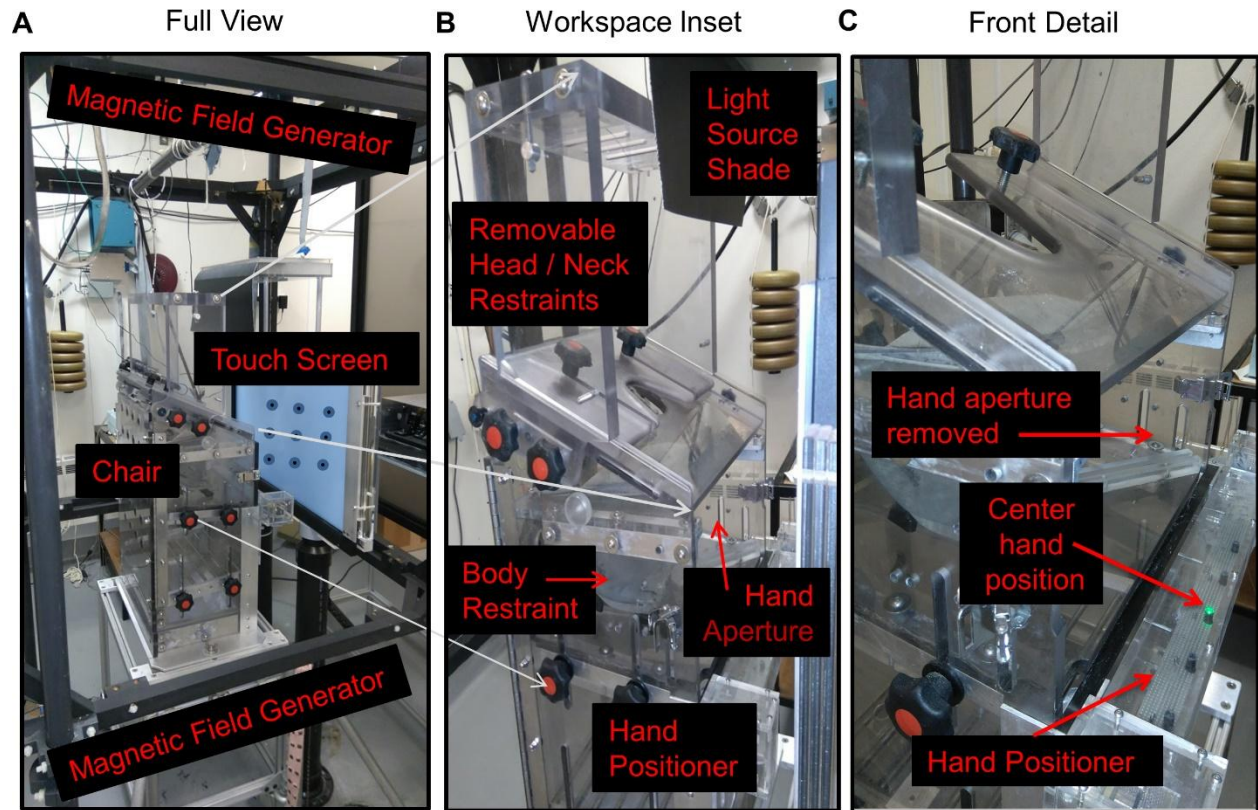 A
Full View
Magnetic Field Generator
Touch Screen
Chair
Magnetic Field Generator
B
Workspace Inset
Light
Source
Shade
Removable
Head / Neck
Restraints
Body
Restraint
Hand
Aperture
Hand
Positioner
C
Front Detail
Hand aperture
removed
Center
hand
position
Hand Positioner